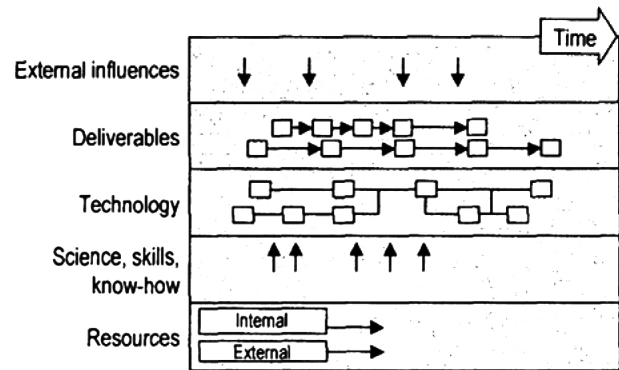 Time
External influences
Deliverables
Technology
Science, skills,
know-how
Resources
Internal
External